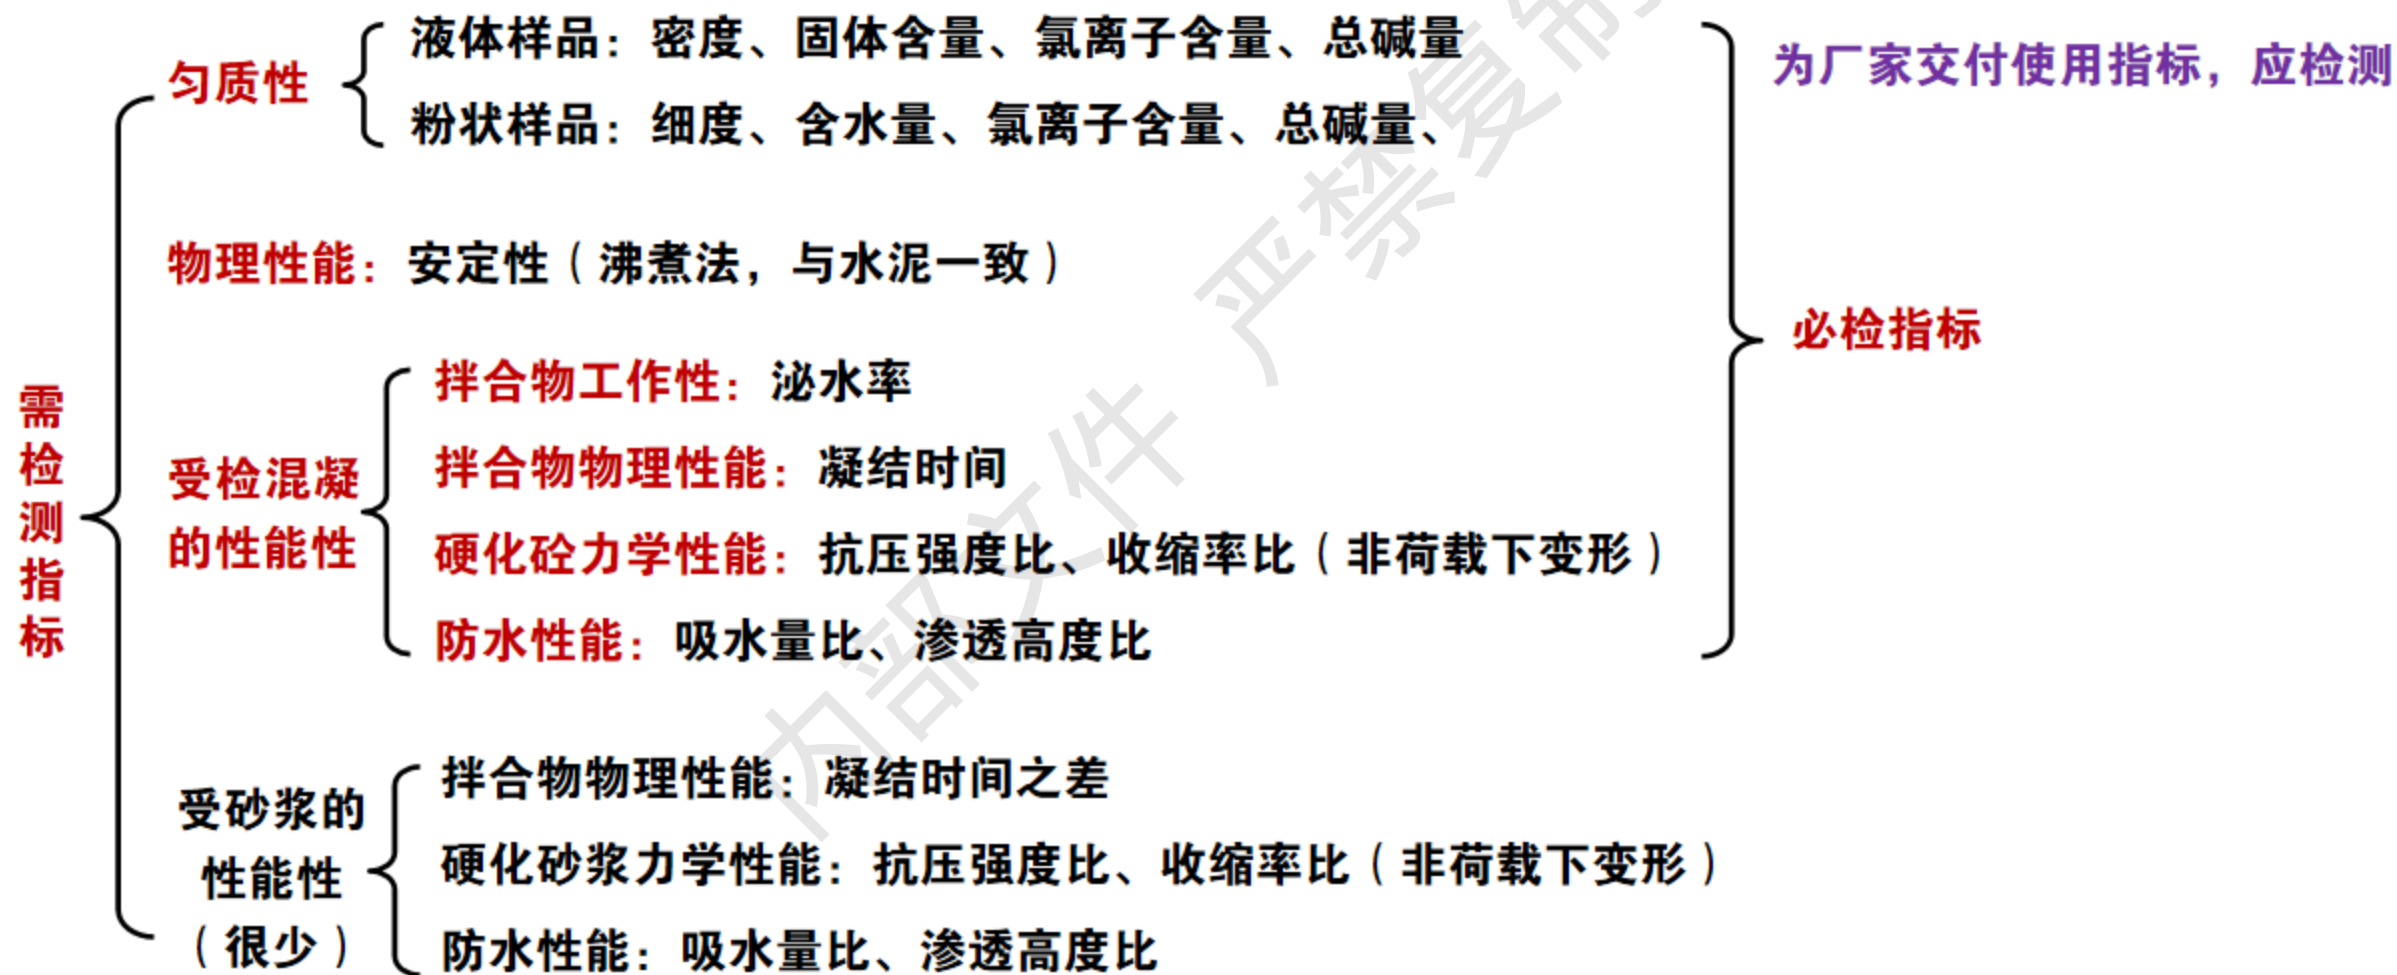 需检测指标
匀质性
液体样品：密度、固体含量、氯离子含量、总碱量
粉状样品：细度、含水量、氯离子含量、总碱量、
为厂家交付使用指标，应检测
物理性能：安定性（沸煮法，与水泥一致）
受检混凝
的性能性
拌合物工作性：泌水率
拌合物物理性能：凝结时间
硬化砼力学性能：抗压强度比、收缩率比（非荷载下变形）
防水性能：吸水量比、渗透高度比
必检指标
受砂浆的
性能性
（很少）
拌合物物理性能：凝结时间之差
硬化砂浆力学性能：抗压强度比、收缩率比（非荷载下变形）
防水性能：吸水量比、渗透高度比
内部文件 严禁复制